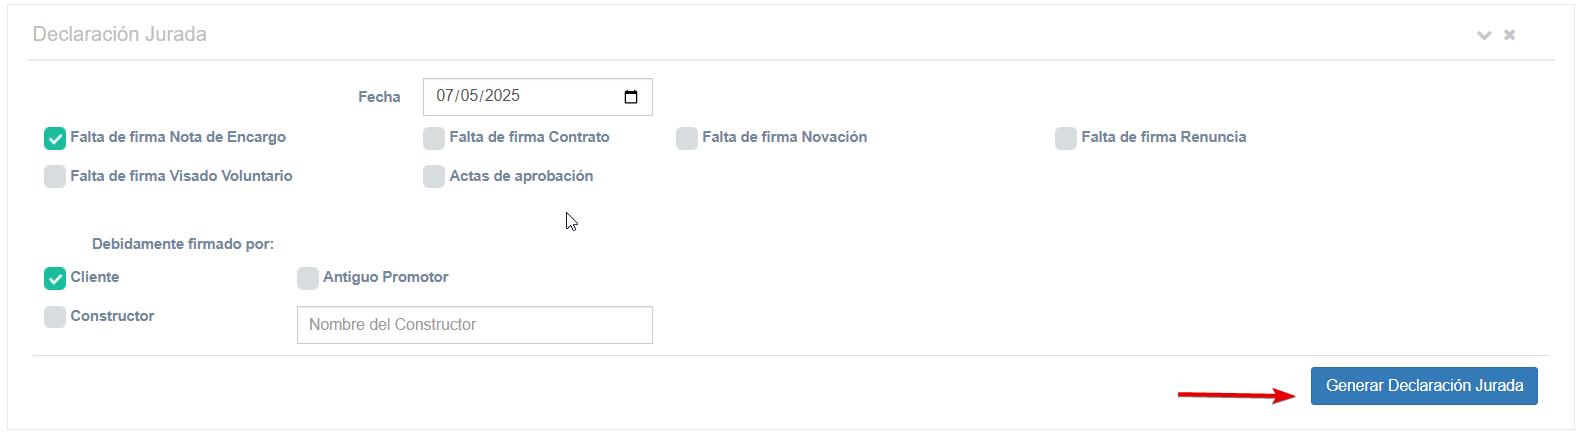 Declaración Jurada
Fecha 07/05/2025
Falta de firma Nota de Encargo Falta de firma Contrato Falta de firma Novación Falta de firma Renuncia
Falta de firma Visado Voluntario Actas de aprobación
Debidamente firmado por:
Cliente Antiguo Promotor
Constructor Nombre del Constructor
Generar Declaración Jurada